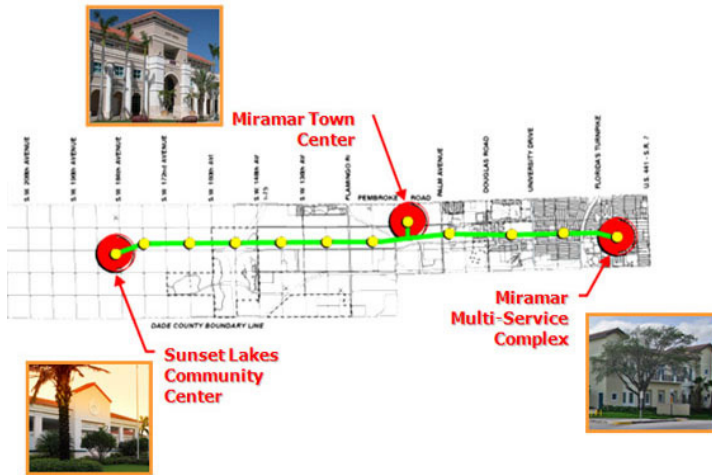 Miramar Town
Center
S.W. 208th AVENUE
S.W. 196th AVENUE
S.W. 184th AVENUE
S.W. 172nd AVENUE
S.W. 160th AVE
S.W. 148th AV
I-75
S.W. 136th AV
FLAMINGO R
PEMBROKE ROAD
PALM AVENUE
DOUGLAS ROAD
UNIVERSITY DRIVE
FLORIDA'S TURNPIKE
U.S. 441 - S.R. 7
DADE COUNTY BOUNDARY LINE
Sunset Lakes
Community
Center
Miramar
Multi-Service
Complex